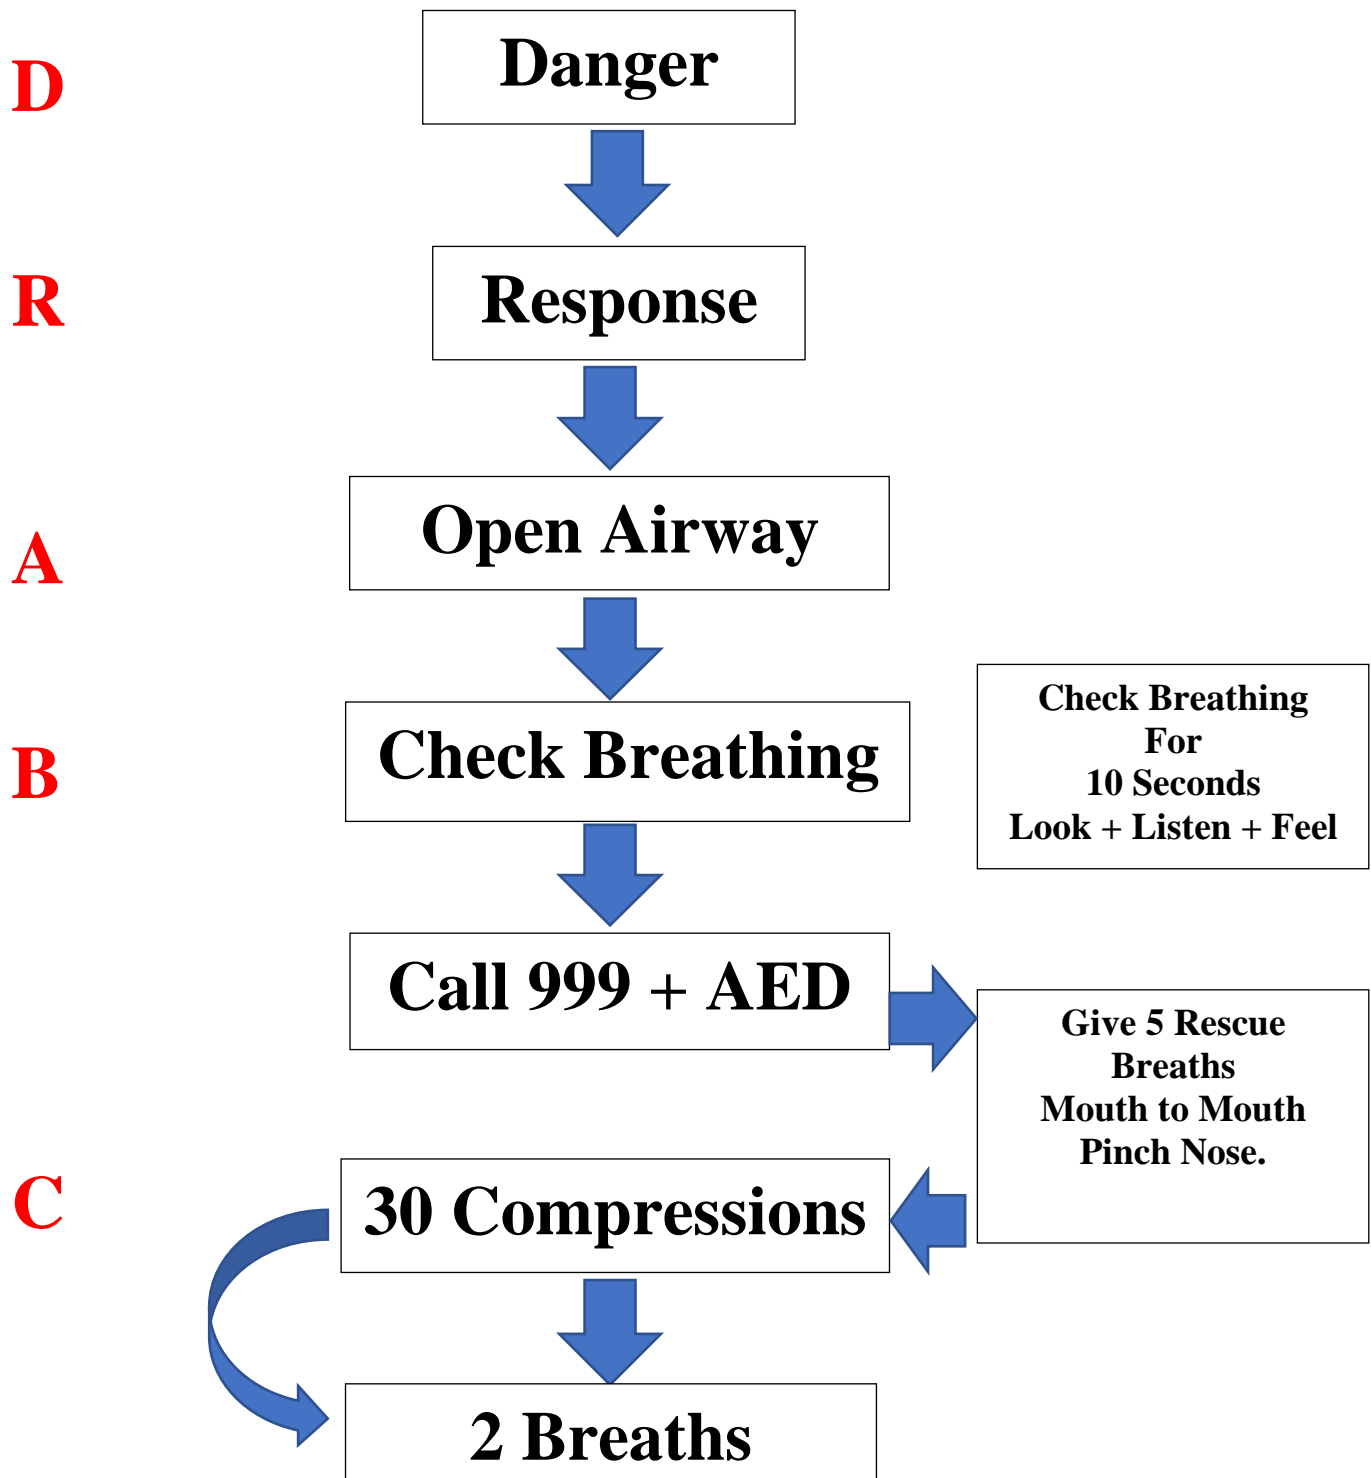 D
Danger
R
Response
A
Open Airway
B
Check Breathing
Check Breathing
For
10 Seconds
Look + Listen + Feel
Call 999 + AED
Give 5 Rescue
Breaths
Mouth to Mouth
Pinch Nose.
C
30 Compressions
2 Breaths